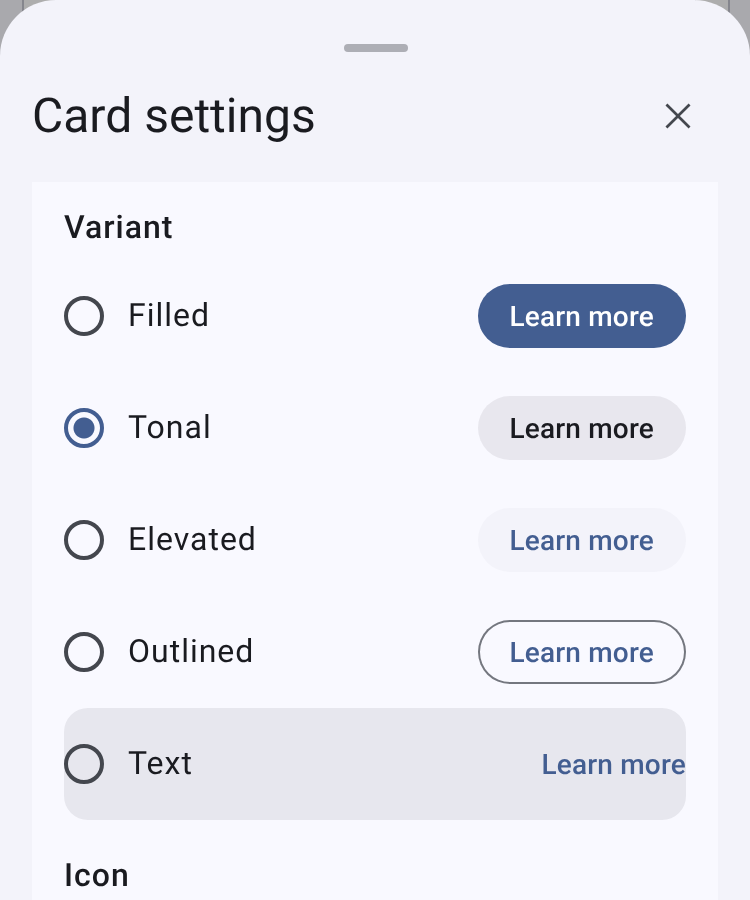 Card settings
Variant
Filled
Learn more
Tonal
Learn more
Elevated
Learn more
Outlined
Learn more
Text
Learn more
Icon